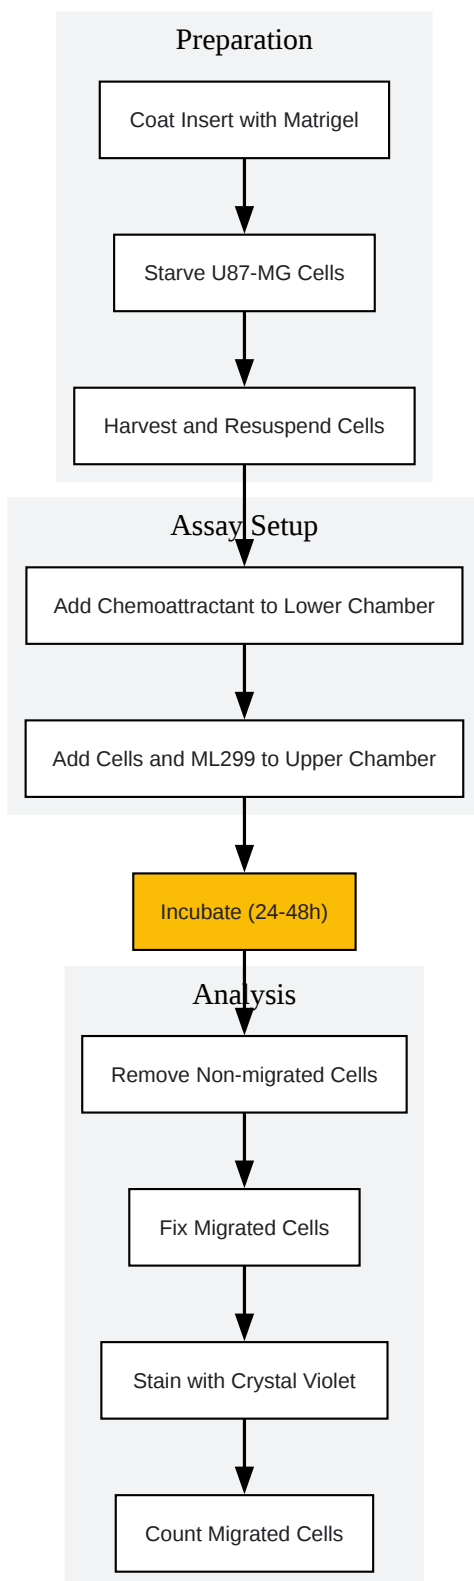 Preparation
Coat Insert with Matrigel
Starve U87-MG Cells
Harvest and Resuspend Cells
Assay Setup
Add Chemoattractant to Lower Chamber
Add Cells and ML299 to Upper Chamber
Incubate (24-48h)
Analysis
Remove Non-migrated Cells
Fix Migrated Cells
Stain with Crystal Violet
Count Migrated Cells